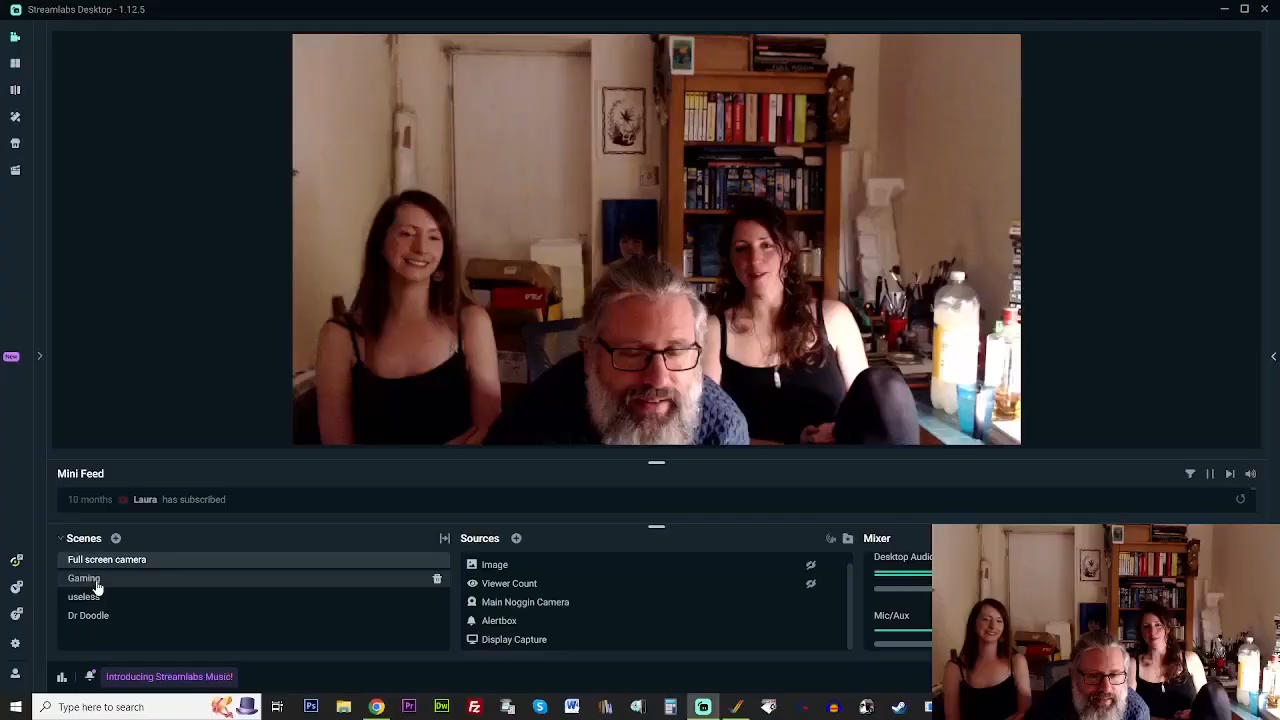 Streamlabs Desktop - 1.12.5
New
Mini Feed
10 months Laura has subscribed
Scenes
Full screen camera
Gaming
useless
Dr Doodle
Sources
Image
Viewer Count
Main Noggin Camera
Alertbox
Display Capture
Mixer
Desktop Audio
Mic/Aux
Introducing Streamlabs Music!
Type here to search
FILA